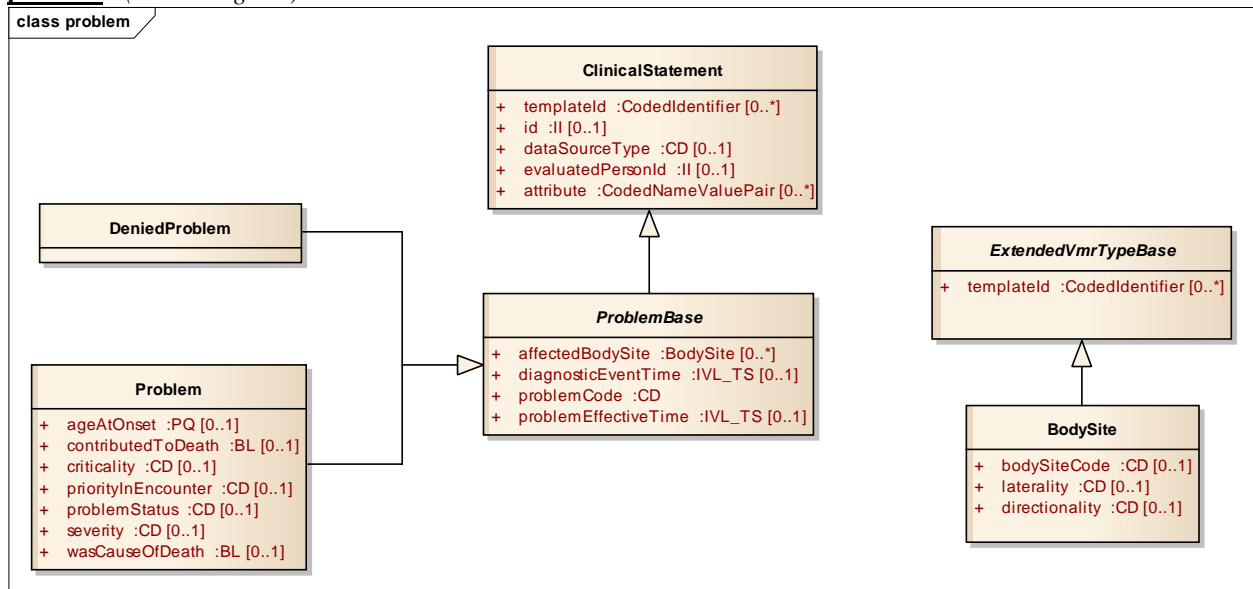 class problem
ClinicalStatement
+ templateId :CodedIdentifier [0..*]
+ id :II [0..1]
+ dataSourceType :CD [0..1]
+ evaluatedPersonId :II [0..1]
+ attribute :CodedNameValuePair [0..*]
DeniedProblem
ExtendedVmrTypeBase
+ templateId :CodedIdentifier [0..*]
ProblemBase
+ affectedBodySite :BodySite [0..*]
+ diagnosticEventTime :IVL_TS [0..1]
+ problemCode :CD
+ problemEffectiveTime :IVL_TS [0..1]
Problem
+ ageAtOnset :PQ [0..1]
+ contributedToDeath :BL [0..1]
+ criticality :CD [0..1]
+ priorityInEncounter :CD [0..1]
+ problemStatus :CD [0..1]
+ severity :CD [0..1]
+ wasCauseOfDeath :BL [0..1]
BodySite
+ bodySiteCode :CD [0..1]
+ laterality :CD [0..1]
+ directionality :CD [0..1]